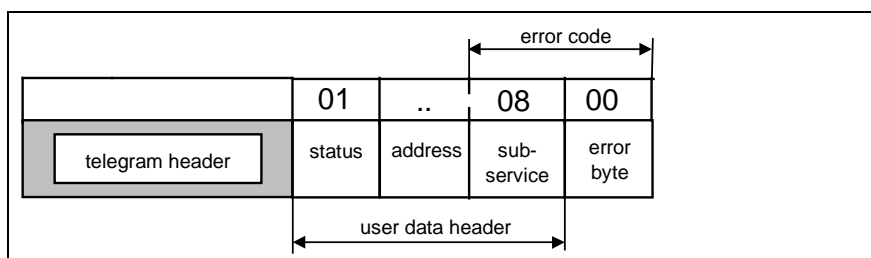 error code
01 .. 08 00
telegram header status address sub-
service error
byte
user data header